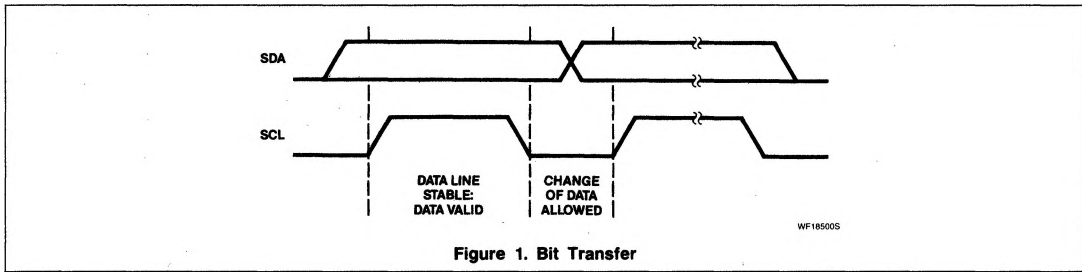 SDA
SCL
DATA LINE
STABLE:
DATA VALID
CHANGE
OF DATA
ALLOWED
WF18500S
Figure 1. Bit Transfer